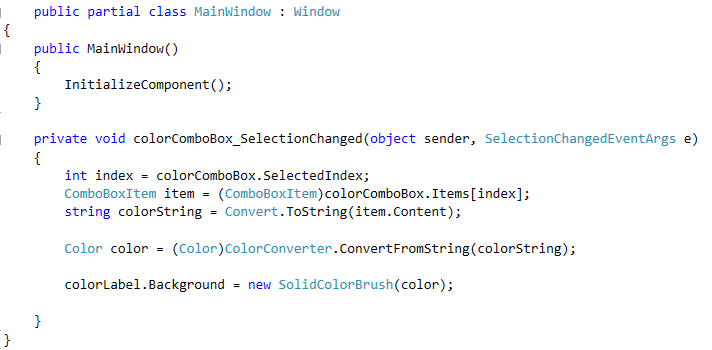 public partial class MainWindow : Window
{
public MainWindow()
{
InitializeComponent();
}
private void colorComboBox_SelectionChanged(object sender, SelectionChangedEventArgs e)
{
int index = colorComboBox.SelectedIndex;
ComboBoxItem item = (ComboBoxItem)colorComboBox.Items[index];
string colorString = Convert.ToString(item.Content);
Color color = (Color)ColorConverter.ConvertFromString(colorString);
colorLabel.Background = new SolidColorBrush(color);
}
}